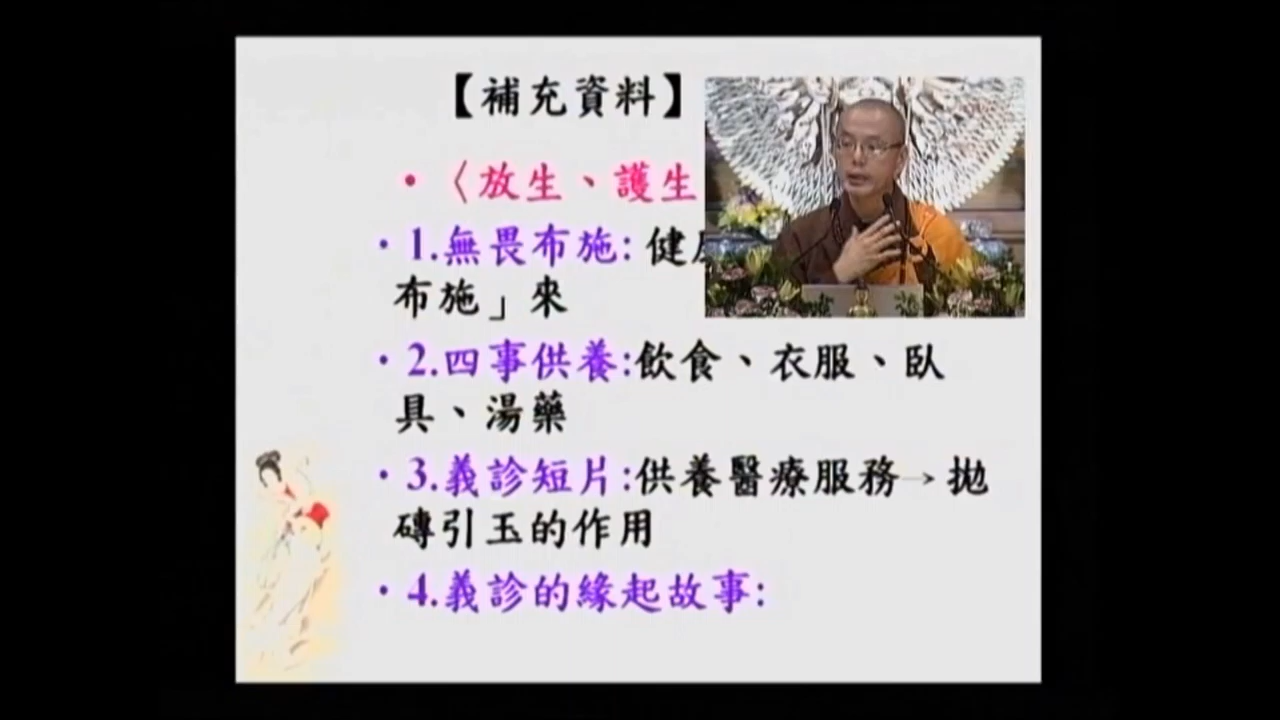 【補充資料】
•〈放生、護生
• 1.無畏布施: 健
布施」來
• 2.四事供養:飲食、衣服、臥
具、湯藥
• 3.義診短片:供養醫療服務→拋
磚引玉的作用
• 4.義診的緣起故事: